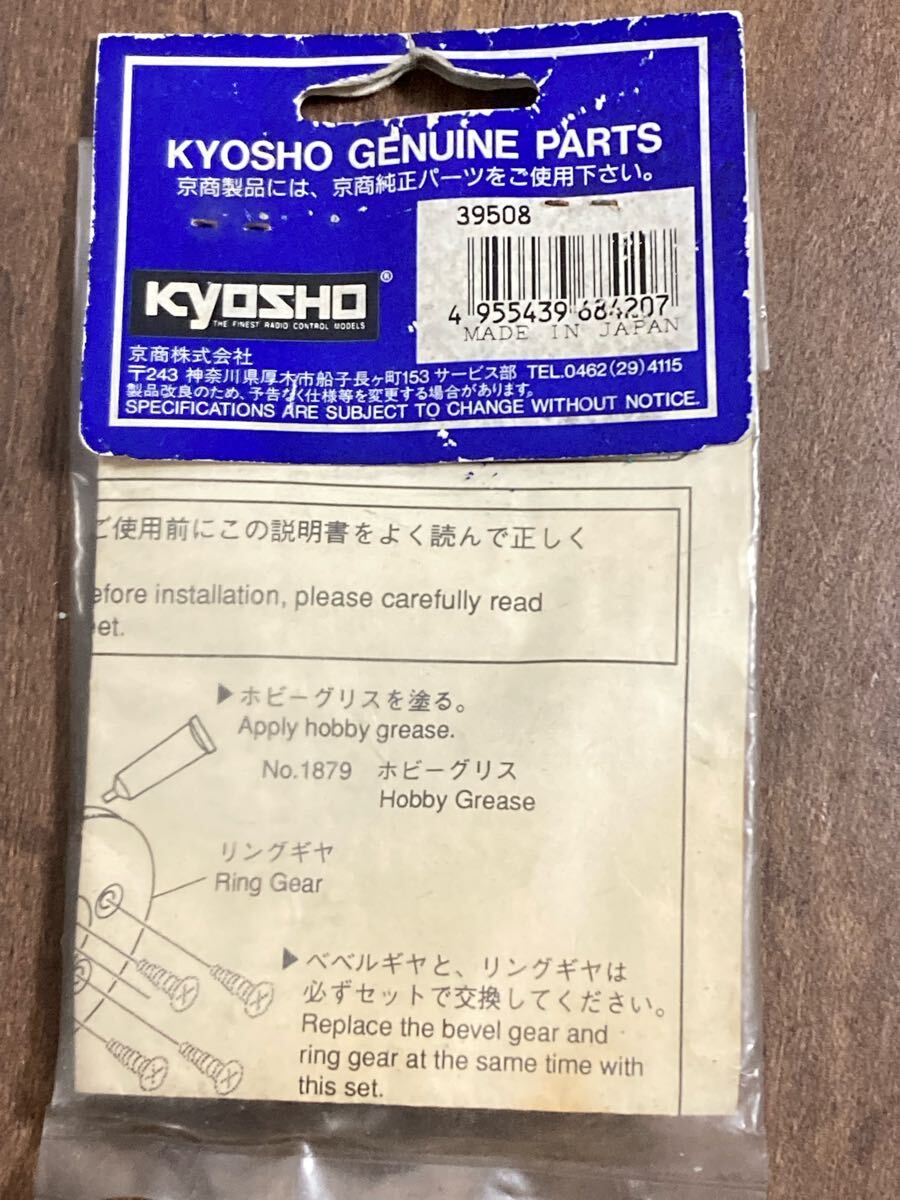 KYOSHO GENUINE PARTS
京商製品には、京商純正パーツをご使用下さい。
39508
4 955439 684207
MADE IN JAPAN
KYOSHO ®
THE FINEST RADIO CONTROL MODELS
京商株式会社
〒243 神奈川県厚木市船子長ヶ町153 サービス部 TEL.0462(29)4115
製品改良のため、予告なく仕様等を変更する場合があります。
SPECIFICATIONS ARE SUBJECT TO CHANGE WITHOUT NOTICE.
ご使用前にこの説明書をよく読んで正しく
efore installation, please carefully read
eet.
▶ホビーグリスを塗る。
Apply hobby grease.
No.1879 ホビーグリス
Hobby Grease
リングギヤ
Ring Gear
▶ベベルギヤと、リングギヤは
必ずセットで交換してください。
Replace the bevel gear and
ring gear at the same time with
this set.